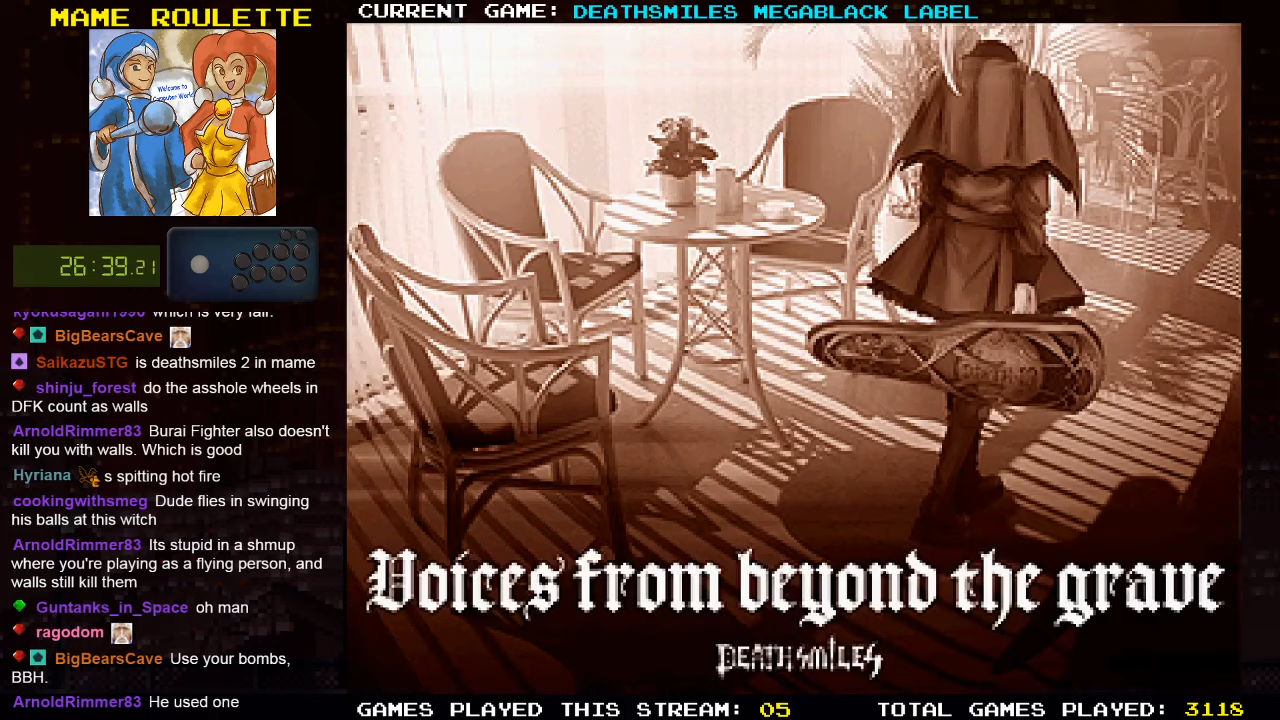 MAME ROULETTE
CURRENT GAME: DEATHSMILES MEGABLACK LABEL
Welcome to
Computer World
26:39.21
kyokusagani1996 which is very fair.
BigBearsCave
SaikazuSTG is deathsmiles 2 in mame
shinju_forest do the asshole wheels in
DFK count as walls
ArnoldRimmer83 Burai Fighter also doesn't
kill you with walls. Which is good
Hyriana s spitting hot fire
cookingwithsmeg Dude flies in swinging
his balls at this witch
ArnoldRimmer83 Its stupid in a shmup
where you're playing as a flying person, and
walls still kill them
Guntanks_in_Space oh man
ragodom
BigBearsCave Use your bombs,
BBH.
ArnoldRimmer83 He used one
Voices from beyond the grave
DEATHSMILES
GAMES PLAYED THIS STREAM: 05
TOTAL GAMES PLAYED: 3118